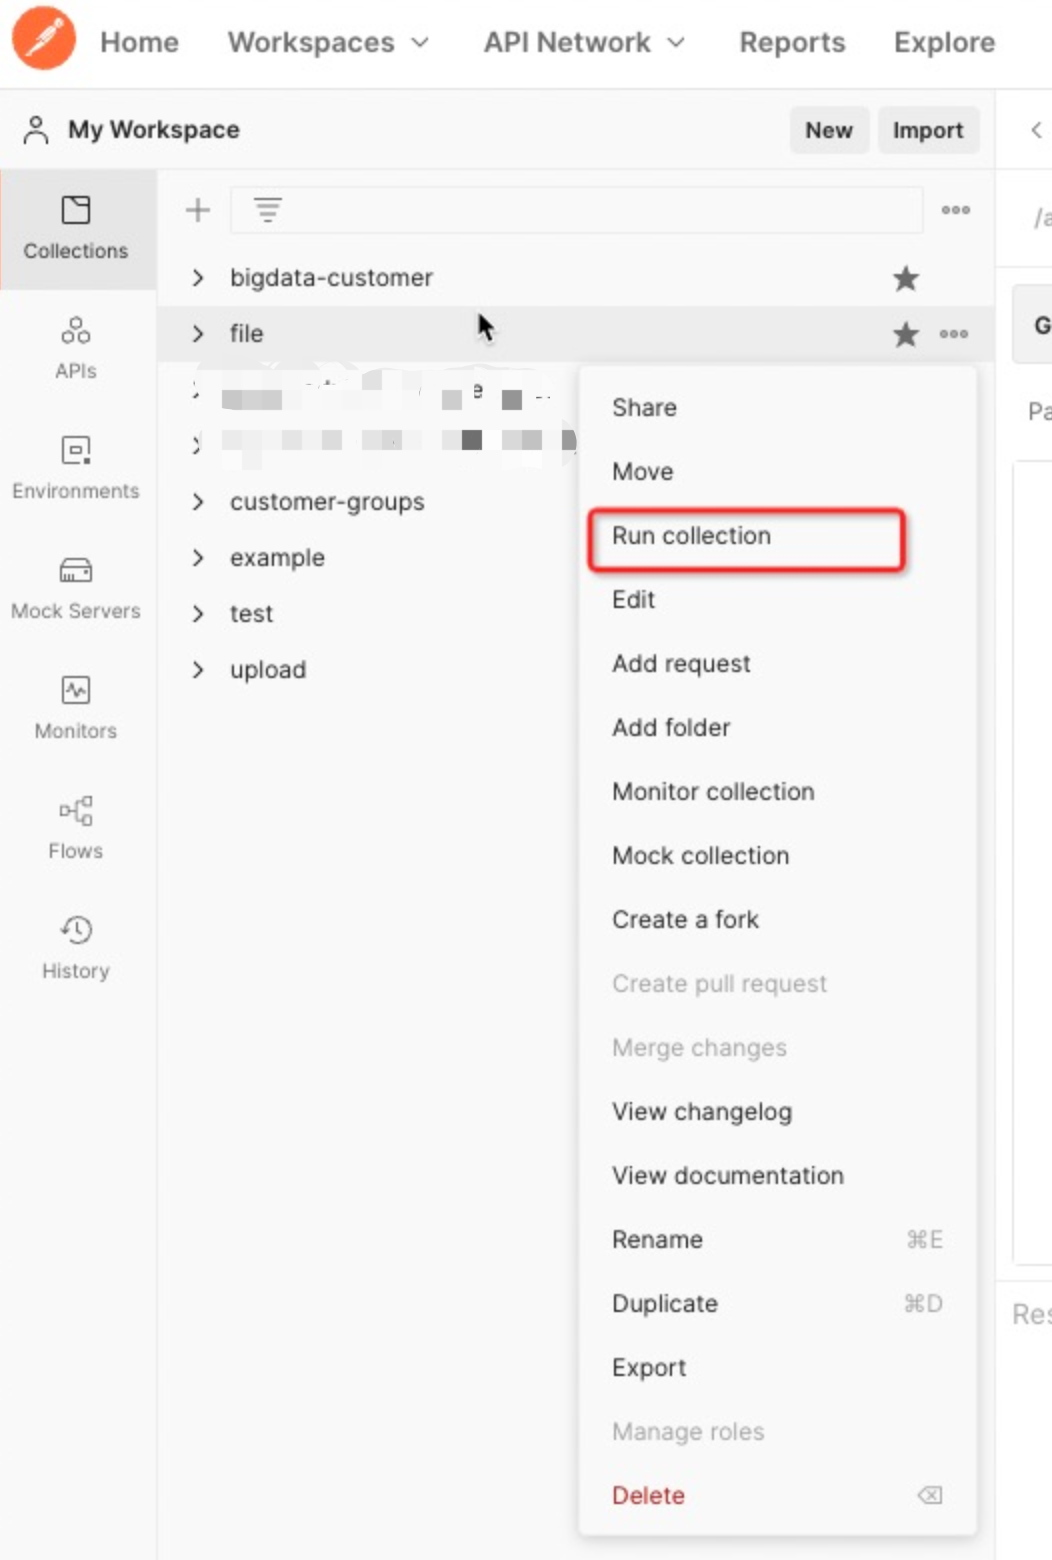 Home Workspaces API Network Reports Explore
My Workspace New Import
Collections
APIs
Environments
Mock Servers
Monitors
Flows
History
bigdata-customer
file
customer-groups
example
test
upload
Share
Move
Run collection
Edit
Add request
Add folder
Monitor collection
Mock collection
Create a fork
Create pull request
Merge changes
View changelog
View documentation
Rename ⌘E
Duplicate ⌘D
Export
Manage roles
Delete
/a
G
Pa
Res